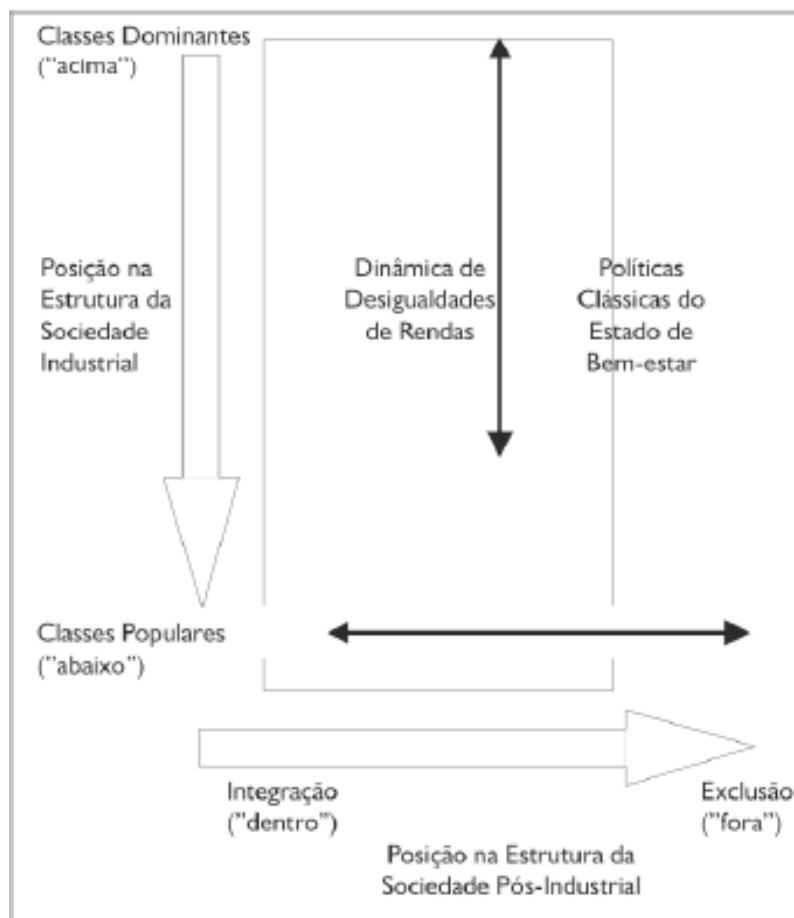 Classes Dominantes
("acima")
Posição na
Estrutura da
Sociedade
Industrial
Dinâmica de
Desigualdades
de Rendas
Políticas
Clássicas do
Estado de
Bem-estar
Classes Populares
("abaixo")
Integração
("dentro")
Exclusão
("fora")
Posição na Estrutura da
Sociedade Pós-Industrial